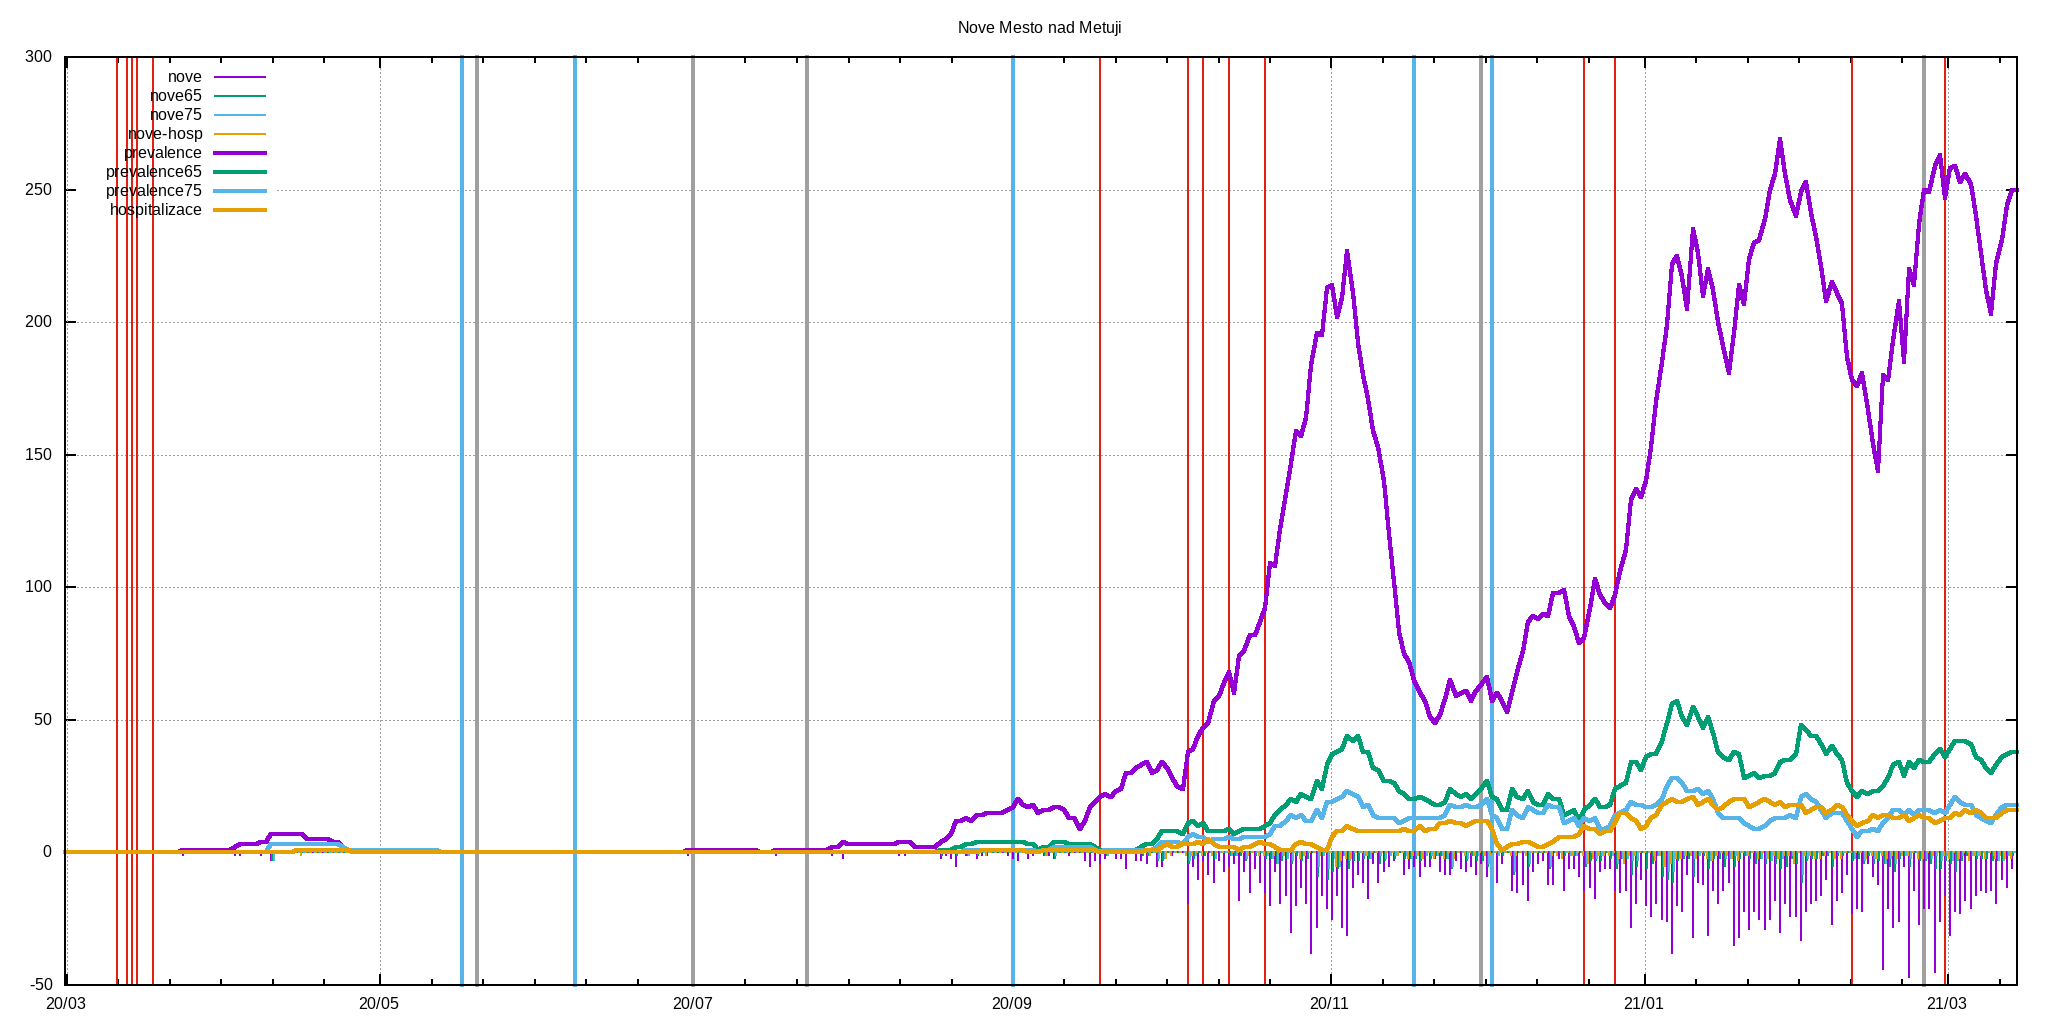 Nove Mesto nad Metuji
300
250
200
150
100
50
0
-50
nove
nove65
nove75
nove-hosp
prevalence
prevalence65
prevalence75
hospitalizace
20/03
20/05
20/07
20/09
20/11
21/01
21/03